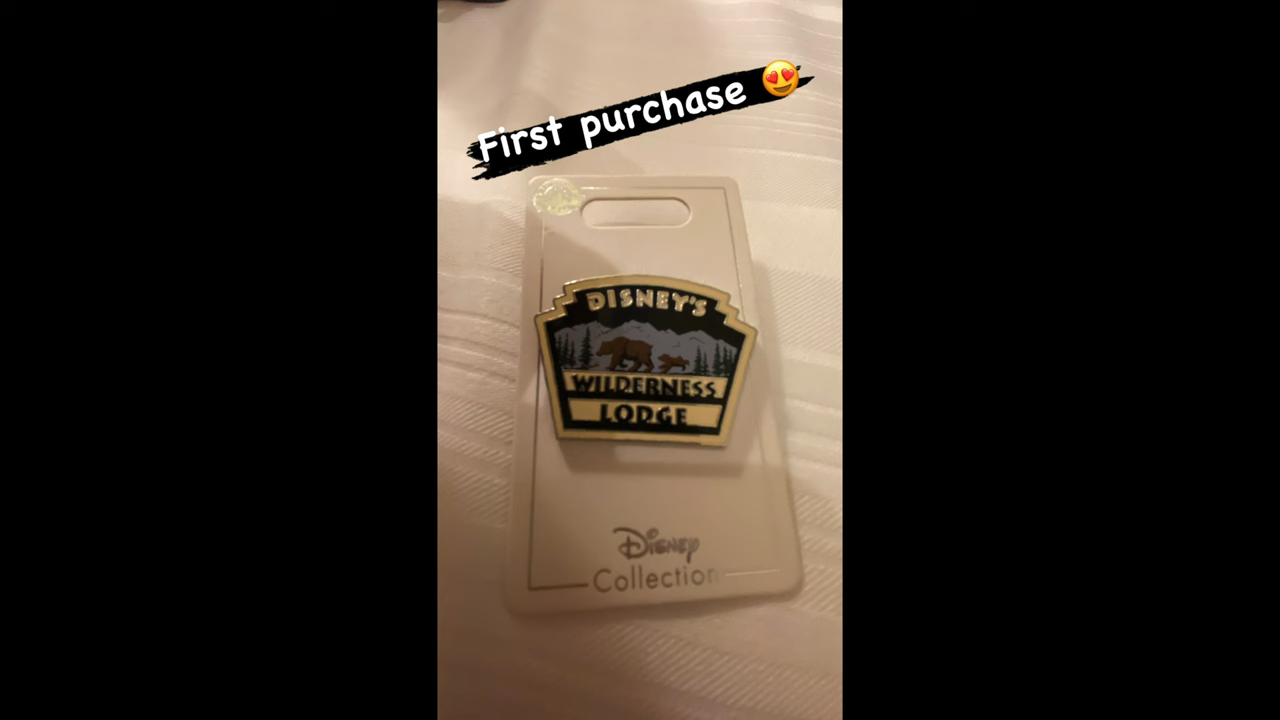 First purchase 😍
DISNEY'S
WILDERNESS
LODGE
Disney
Collection